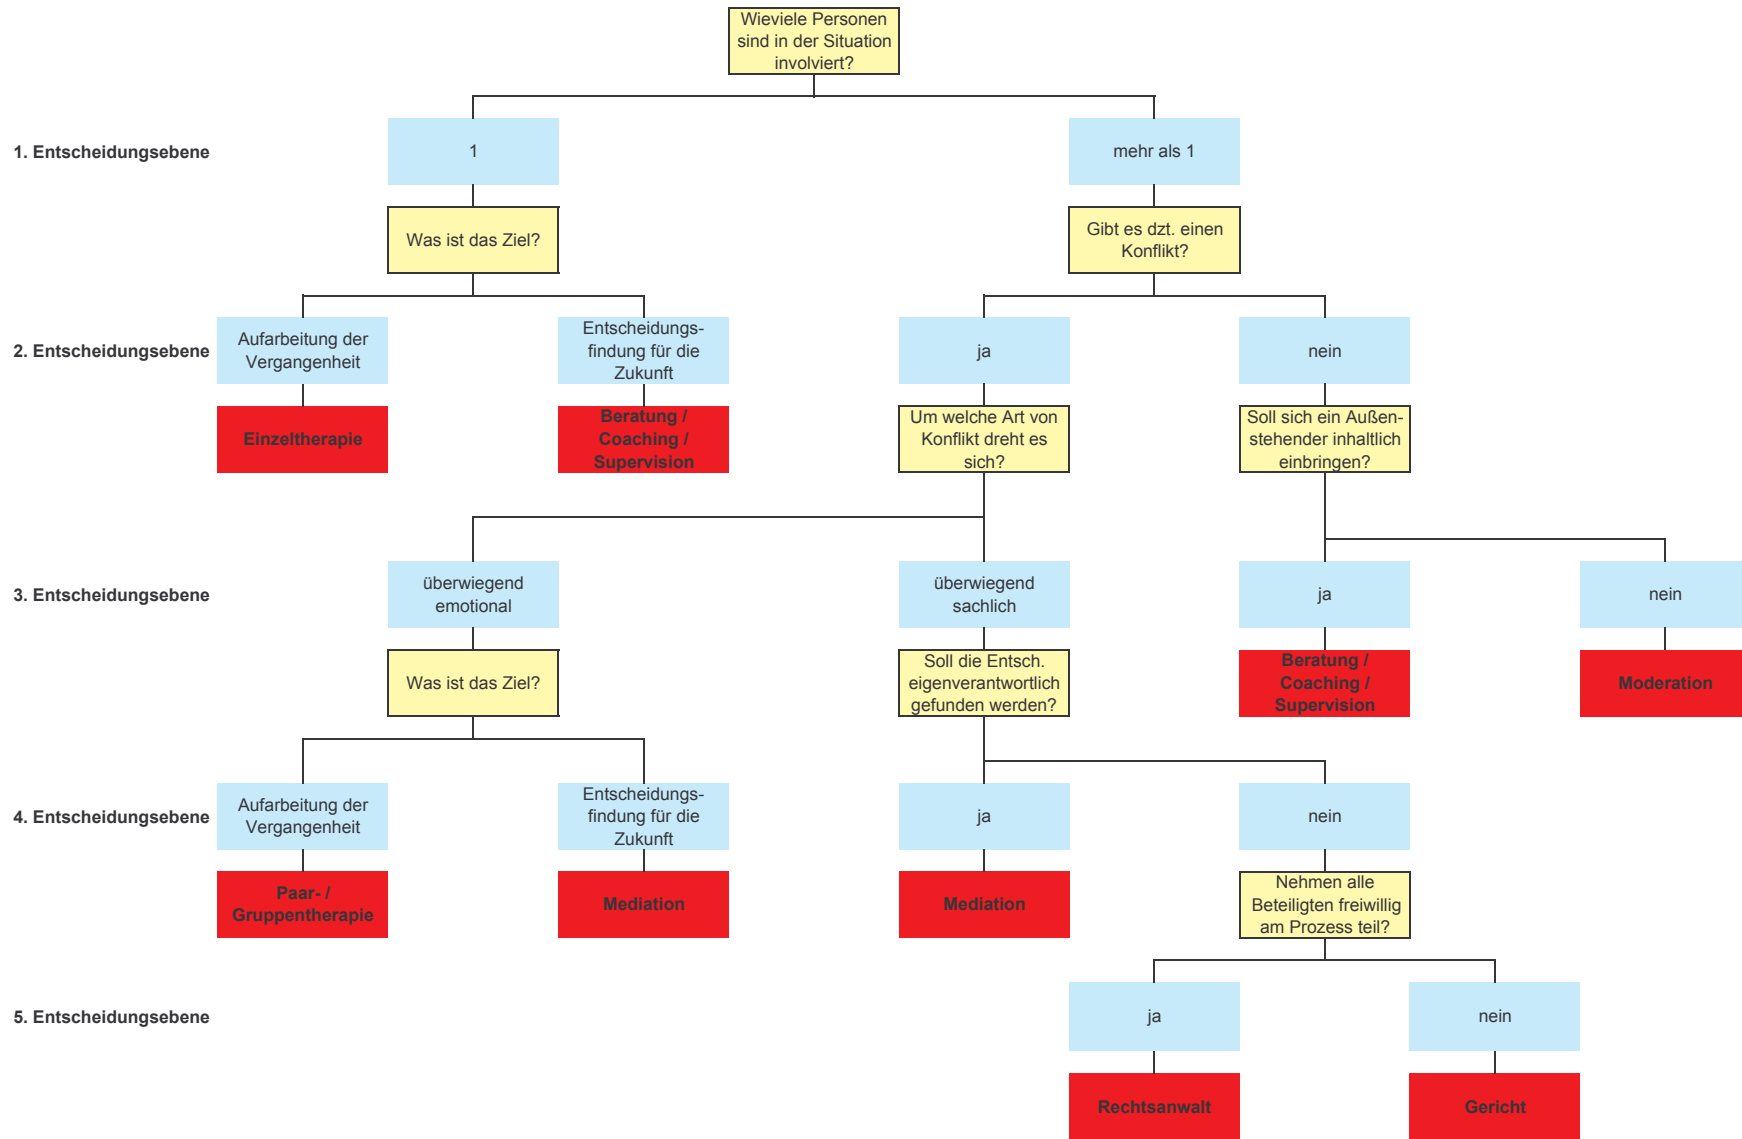 Wieviele Personen
sind in der Situation
involviert?
1. Entscheidungsebene
1
mehr als 1
Was ist das Ziel?
Gibt es dzt. einen
Konflikt?
2. Entscheidungsebene
Aufarbeitung der
Vergangenheit
Entscheidungs-
findung für die
Zukunft
ja
nein
Einzeltherapie
Beratung /
Coaching /
Supervision
Um welche Art von
Konflikt dreht es
sich?
Soll sich ein Außen-
stehender inhaltlich
einbringen?
3. Entscheidungsebene
überwiegend
emotional
überwiegend
sachlich
ja
nein
Was ist das Ziel?
Soll die Entsch.
eigenverantwortlich
gefunden werden?
Beratung /
Coaching /
Supervision
Moderation
4. Entscheidungsebene
Aufarbeitung der
Vergangenheit
Entscheidungs-
findung für die
Zukunft
ja
nein
Paar- /
Gruppentherapie
Mediation
Mediation
Nehmen alle
Beteiligten freiwillig
am Prozess teil?
5. Entscheidungsebene
ja
nein
Rechtsanwalt
Gericht